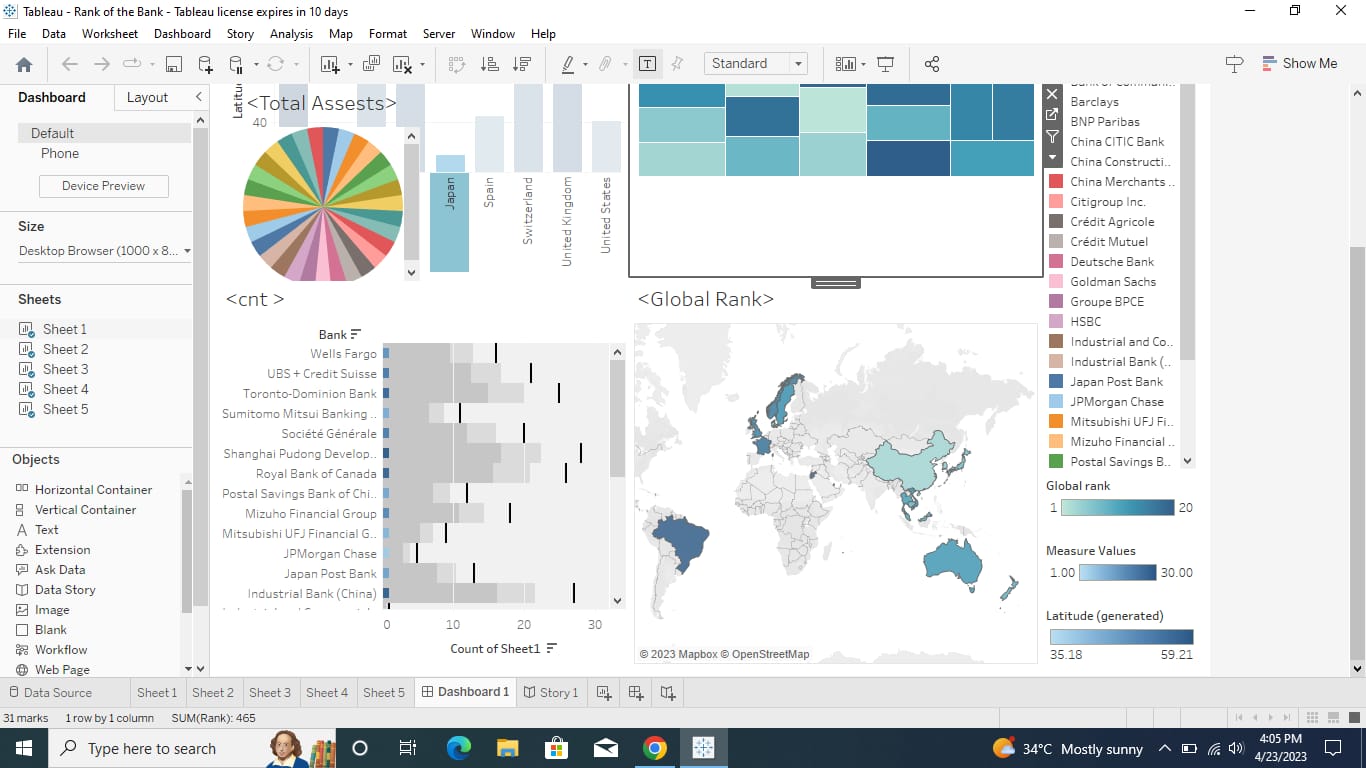 Tableau - Rank of the Bank - Tableau license expires in 10 days
File Data Worksheet Dashboard Story Analysis Map Format Server Window Help
Standard
Show Me
Dashboard Layout
Default
Phone
Device Preview
Size
Desktop Browser (1000 x 8...
Sheets
Sheet 1
Sheet 2
Sheet 3
Sheet 4
Sheet 5
Objects
Horizontal Container
Vertical Container
Text
Extension
Ask Data
Data Story
Image
Blank
Workflow
Web Page
<Total Assests>
40
Japan
Spain
Switzerland
United Kingdom
United States
<cnt >
Bank
Wells Fargo
UBS + Credit Suisse
Toronto-Dominion Bank
Sumitomo Mitsui Banking ..
Société Générale
Shanghai Pudong Develop..
Royal Bank of Canada
Postal Savings Bank of Chi..
Mizuho Financial Group
Mitsubishi UFJ Financial G..
JPMorgan Chase
Japan Post Bank
Industrial Bank (China)
0 10 20 30
Count of Sheet1
<Global Rank>
© 2023 Mapbox © OpenStreetMap
Barclays
BNP Paribas
China CITIC Bank
China Constructi..
China Merchants ..
Citigroup Inc.
Crédit Agricole
Crédit Mutuel
Deutsche Bank
Goldman Sachs
Groupe BPCE
HSBC
Industrial and Co..
Industrial Bank (..
Japan Post Bank
JPMorgan Chase
Mitsubishi UFJ Fi..
Mizuho Financial ..
Postal Savings B..
Global rank
1 20
Measure Values
1.00 30.00
Latitude (generated)
35.18 59.21
Data Source Sheet 1 Sheet 2 Sheet 3 Sheet 4 Sheet 5 Dashboard 1 Story 1
31 marks 1 row by 1 column SUM(Rank): 465
Type here to search
34°C Mostly sunny
4:05 PM
4/23/2023